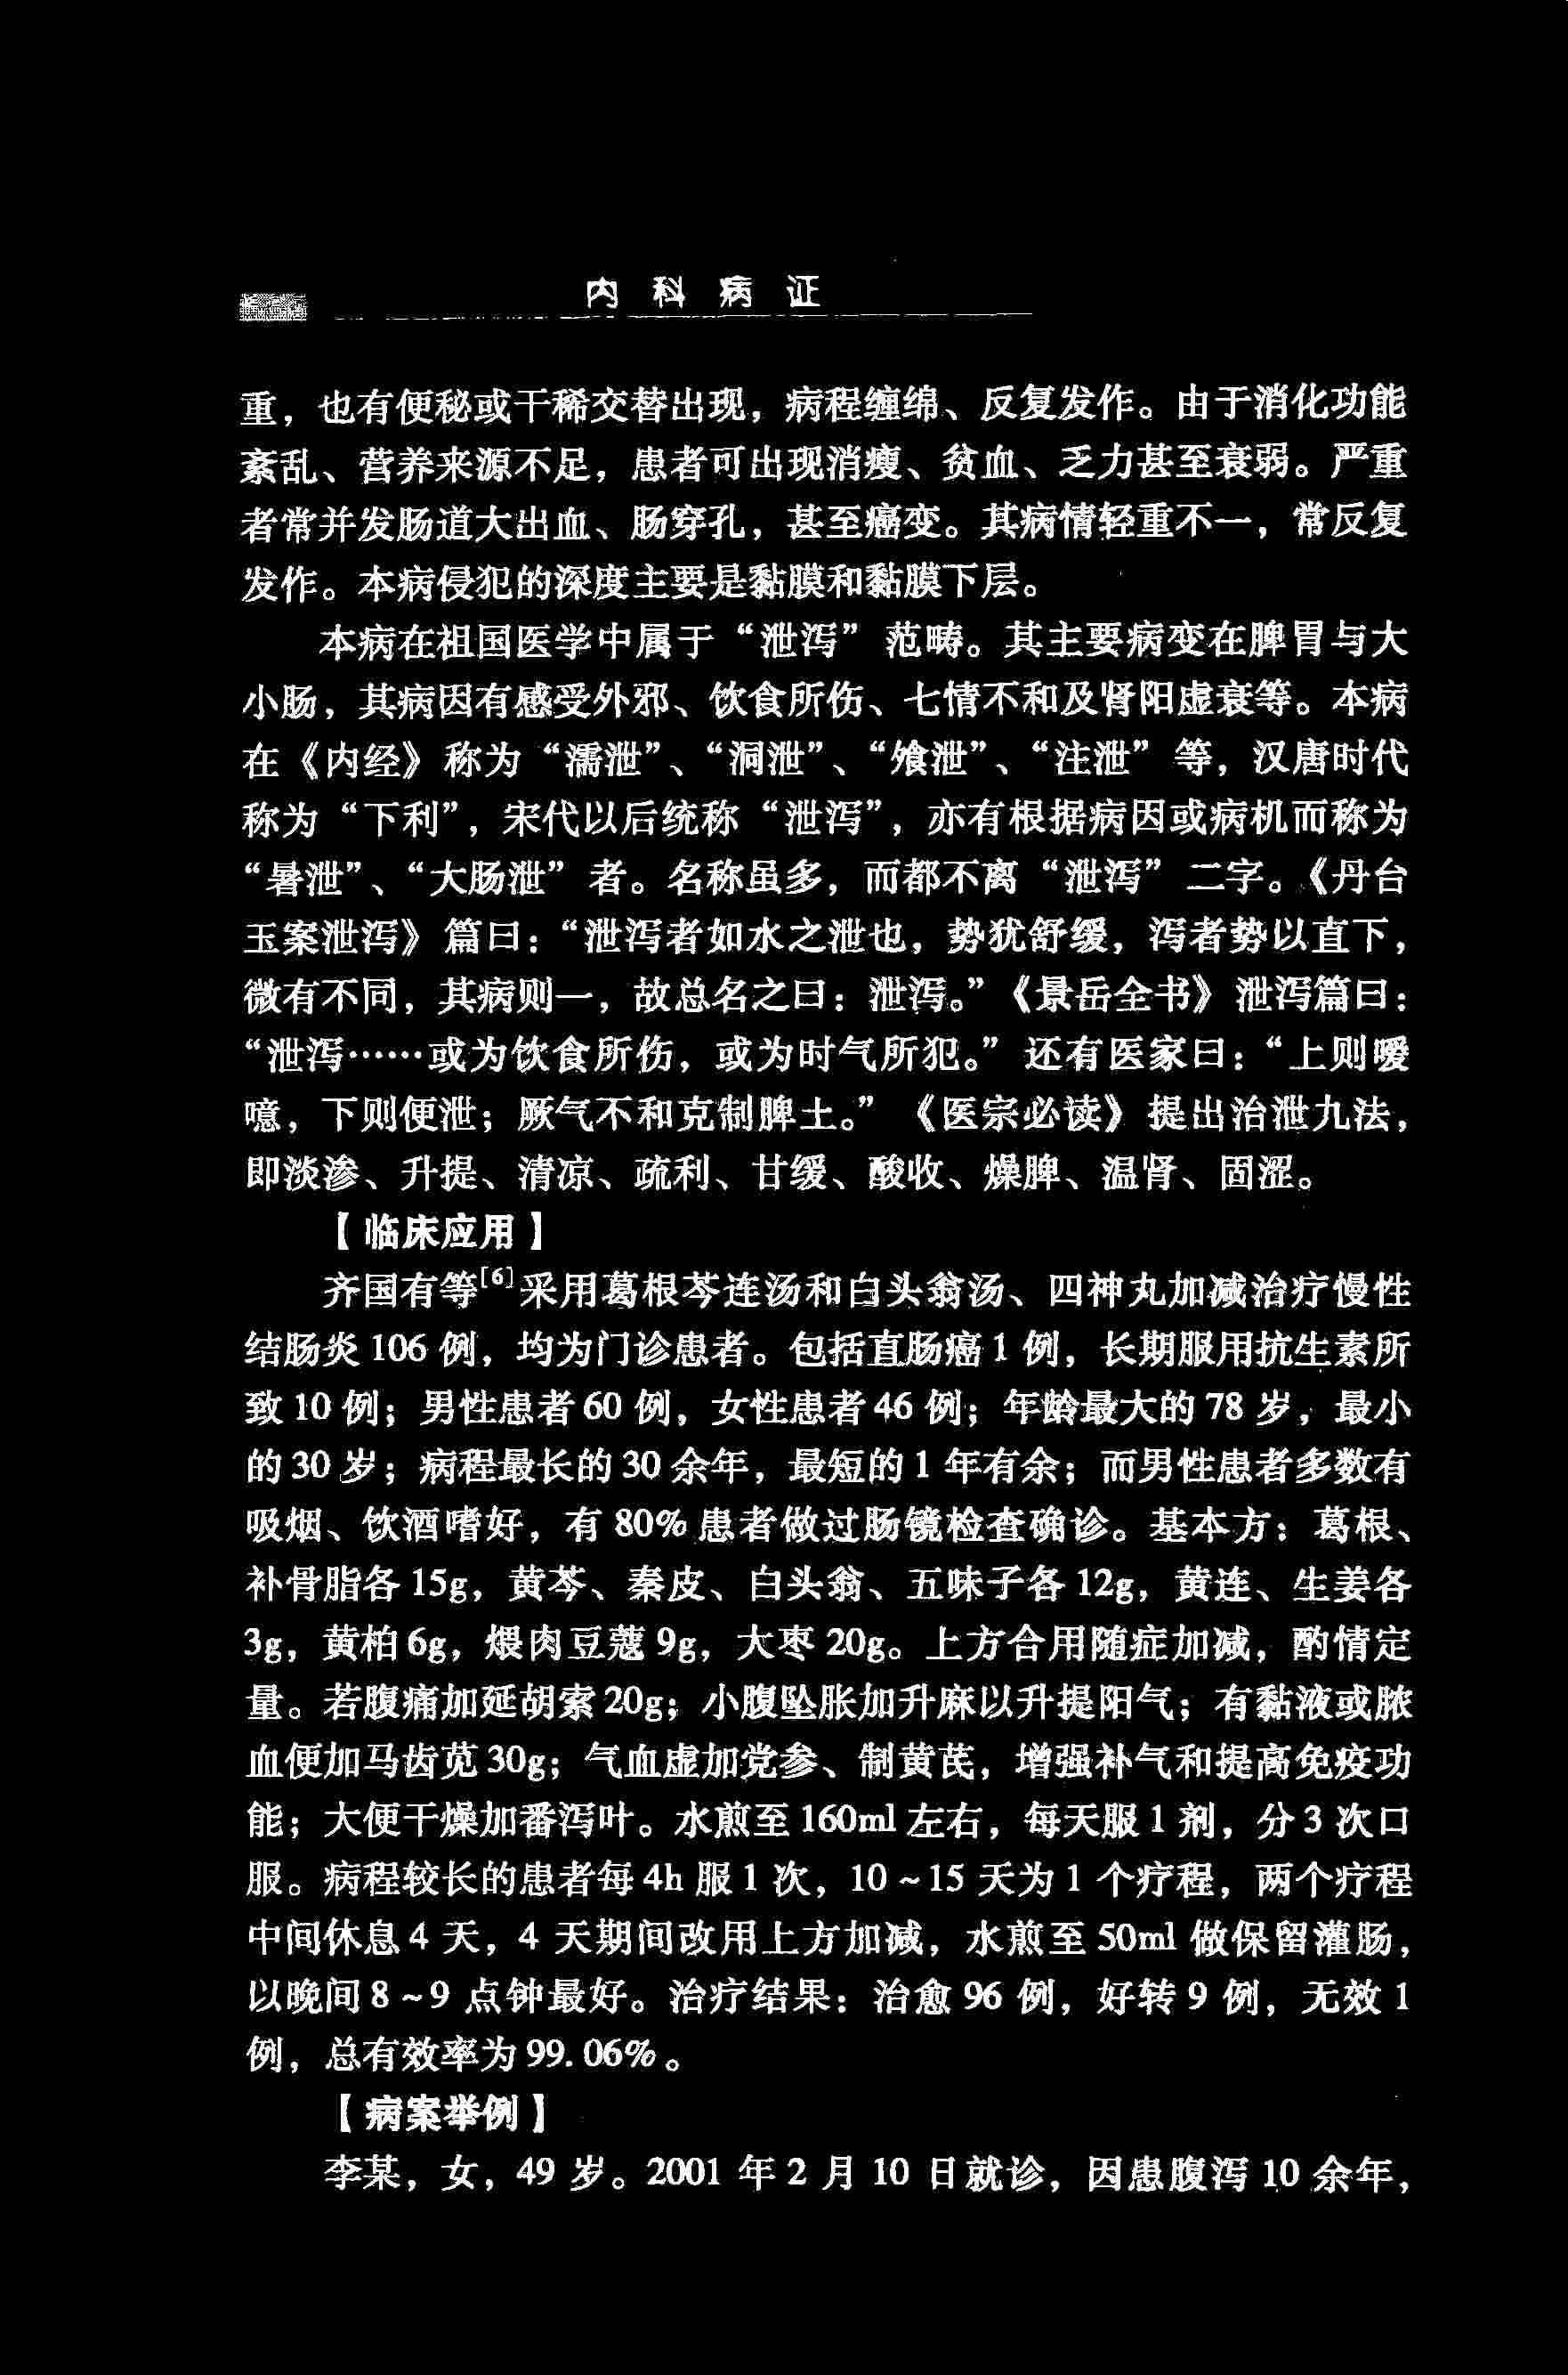 内科病证
重，也有便秘或干稀交替出现，病程缠绵、反复发作。由于消化功能
紊乱、营养来源不足，患者可出现消瘦、贫血、乏力甚至衰弱。严重
者常并发肠道大出血、肠穿孔，甚至癌变。其病情轻重不一，常反复
发作。本病侵犯的深度主要是黏膜和黏膜下层。
本病在祖国医学中属于“泄泻”范畴。其主要病变在脾胃与大
小肠，其病因有感受外邪、饮食所伤、七情不和及肾阳虚衰等。本病
在《内经》称为“濡泄”、“洞泄”、“飧泄”、“注泄”等，汉唐时代
称为“下利”，宋代以后统称“泄泻”，亦有根据病因或病机而称为
“暑泄”、“大肠泄”者。名称虽多，而都不离“泄泻”二字。《丹台
玉案泄泻》篇曰：“泄泻者如水之泄也，势犹舒缓，泻者势以直下，
微有不同，其病则一，故总名之曰：泄泻。”《景岳全书》泄泻篇曰：
“泄泻……或为饮食所伤，或为时气所犯。”还有医家曰：“上则嗳
噫，下则便泄；厥气不和克制脾土。”《医宗必读》提出治泄九法，
即淡渗、升提、清凉、疏利、甘缓、酸收、燥脾、温肾、固涩。
【临床应用】
齐国有等[6]采用葛根芩连汤和白头翁汤、四神丸加减治疗慢性
结肠炎106例，均为门诊患者。包括直肠癌1例，长期服用抗生素所
致10例；男性患者60例，女性患者46例；年龄最大的78岁，最小
的30岁；病程最长的30余年，最短的1年有余；而男性患者多数有
吸烟、饮酒嗜好，有80%患者做过肠镜检查确诊。基本方：葛根、
补骨脂各15g，黄芩、秦皮、白头翁、五味子各12g，黄连、生姜各
3g，黄柏6g，煨肉豆蔻9g，大枣20g。上方合用随症加减，酌情定
量。若腹痛加延胡索20g；小腹坠胀加升麻以升提阳气；有黏液或脓
血便加马齿苋30g；气血虚加党参、制黄芪，增强补气和提高免疫功
能；大便干燥加番泻叶。水煎至160ml左右，每天服1剂，分3次口
服。病程较长的患者每4h服1次，10~15天为1个疗程，两个疗程
中间休息4天，4天期间改用上方加减，水煎至50ml做保留灌肠，
以晚间8~9点钟最好。治疗结果：治愈96例，好转9例，无效1
例，总有效率为99.06%。
【病案举例】
李某，女，49岁。2001年2月10日就诊，因患腹泻10余年，